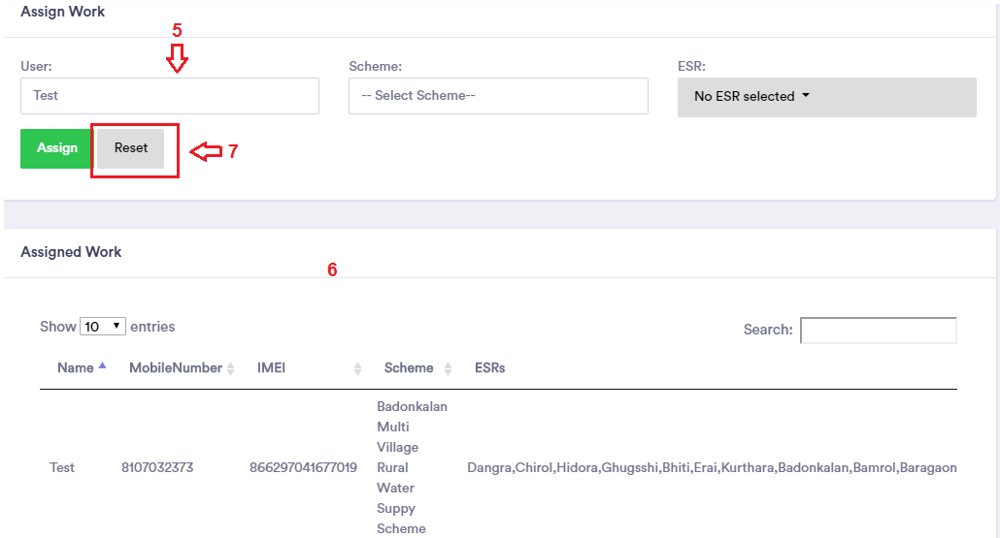 Assign Work
5
User: Scheme: ESR:
Test -- Select Scheme-- No ESR selected
Assign Reset 7
Assigned Work
6
Show 10 entries Search:
Name MobileNumber IMEI Scheme ESRs
Badonkalan
Multi
Village
Test 8107032373 866297041677019 Rural Dangra,Chirol,Hidora,Ghugsshi,Bhiti,Erai,Kurthara,Badonkalan,Bamrol,Baragaon
Water
Suppy
Scheme